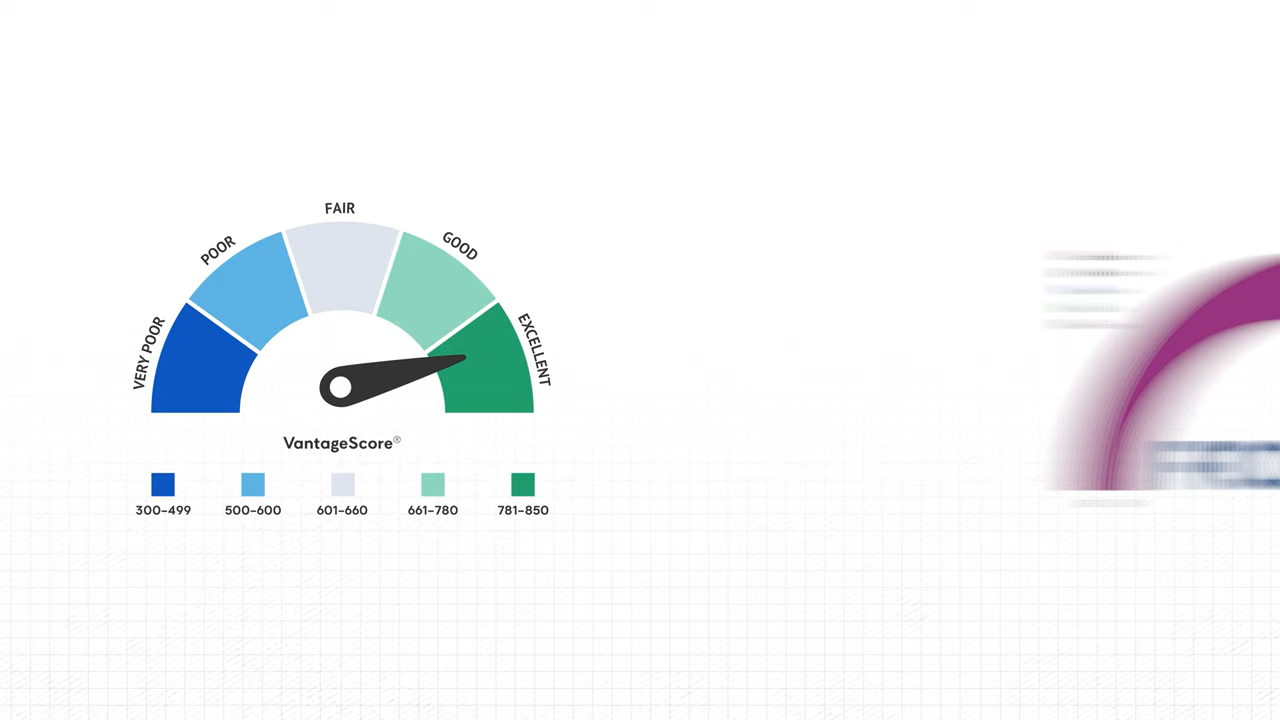 FAIR
POOR
GOOD
VERY POOR
EXCELLENT
VantageScore®
300-499 500-600 601-660 661-780 781-850